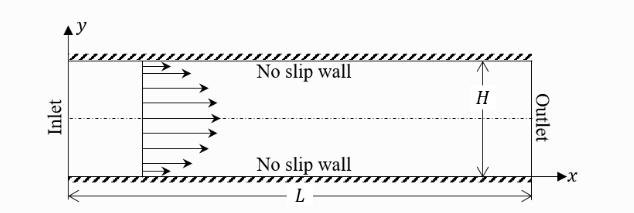 y
No slip wall
Inlet
H
Outlet
No slip wall
x
L